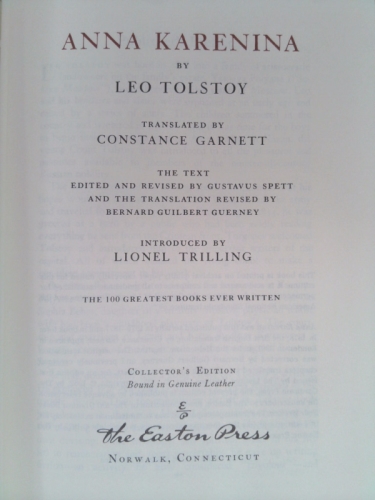 ANNA KARENINA
BY
LEO TOLSTOY
TRANSLATED BY
CONSTANCE GARNETT
THE TEXT
EDITED AND REVISED BY GUSTAVUS SPETT
AND THE TRANSLATION REVISED BY
BERNARD GUILBERT GUERNEY
INTRODUCED BY
LIONEL TRILLING
THE 100 GREATEST BOOKS EVER WRITTEN
COLLECTOR'S EDITION
Bound in Genuine Leather
E/P
The Easton Press
NORWALK, CONNECTICUT